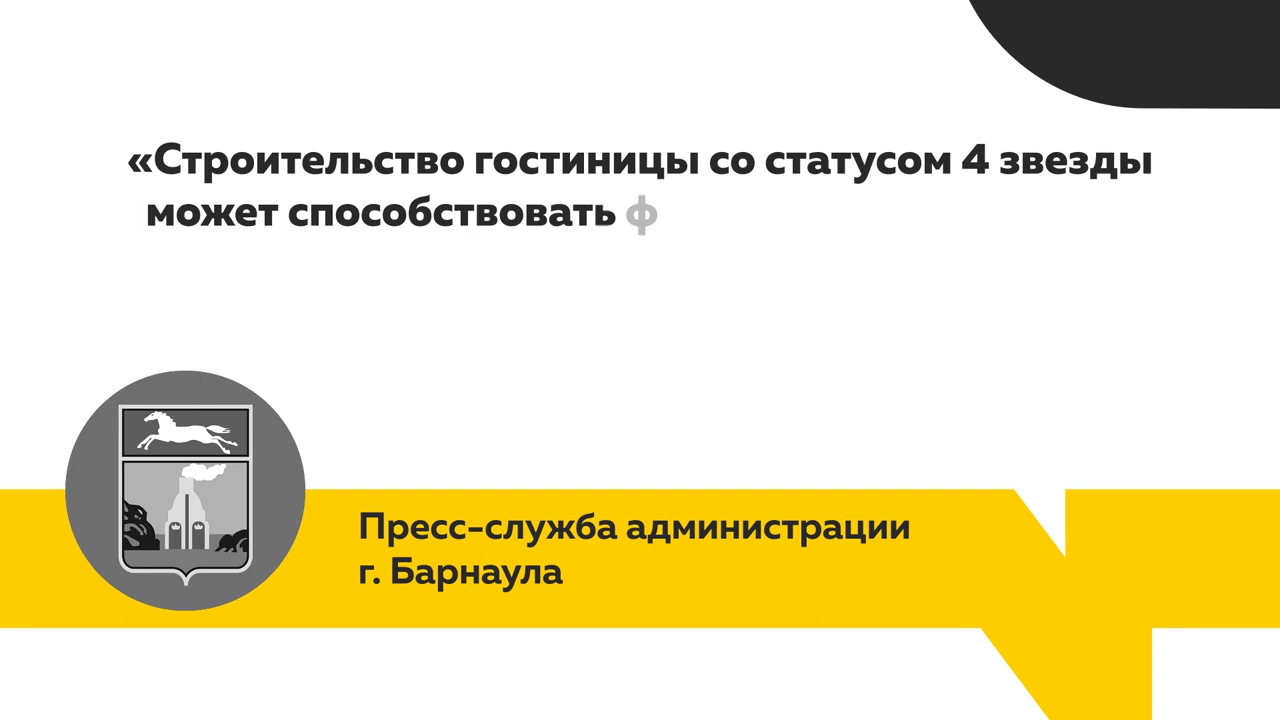 «Строительство гостиницы со статусом 4 звезды
может способствовать ф
Пресс-служба администрации
г. Барнаула